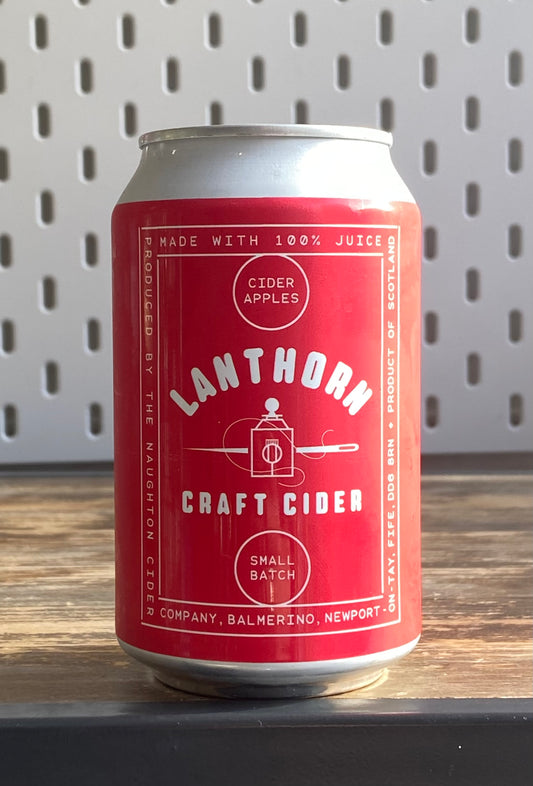 MADE WITH 100% JUICE
CIDER
APPLES
LANTHORN
CRAFT CIDER
SMALL
BATCH
PRODUCED BY THE NAUGHTON CIDER
COMPANY, BALMERINO, NEWPORT-
ON-TAY, FIFE, DD6 8RN + PRODUCT OF SCOTLAND